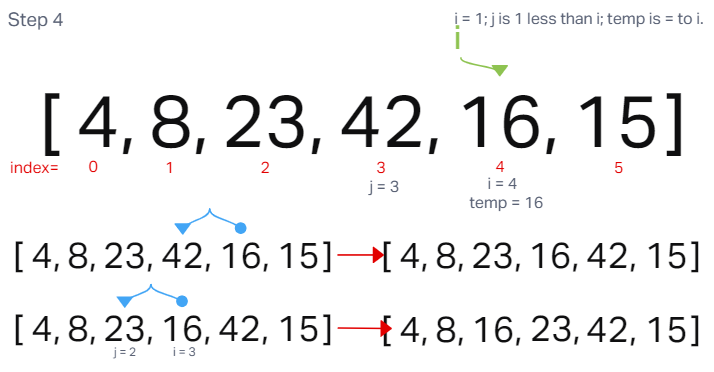 Step 4
i = 1; j is 1 less than i; temp is = to i.
i
[ 4, 8, 23, 42, 16, 15]
index= 0 1 2 3 4 5
j = 3 i = 4
temp = 16
[ 4, 8, 23, 42, 16, 15] [ 4, 8, 23, 16, 42, 15]
[ 4, 8, 23, 16, 42, 15] [ 4, 8, 16, 23, 42, 15]
j = 2 i = 3